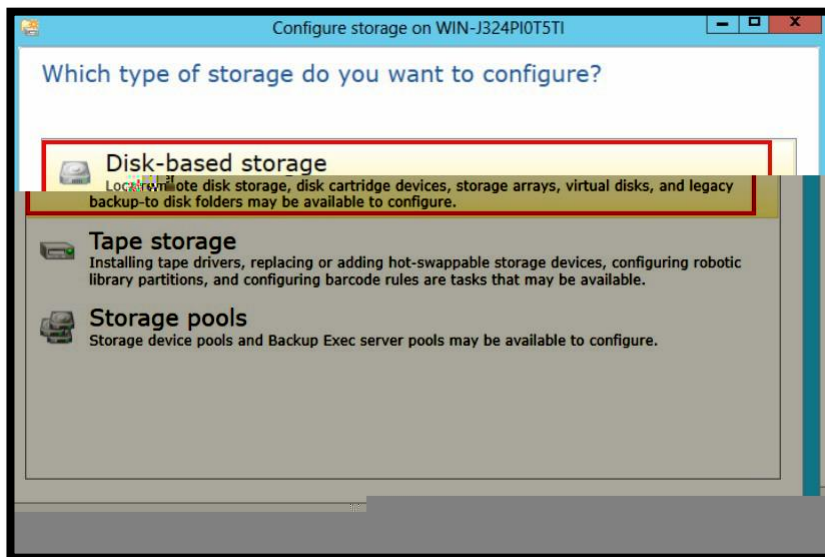 Configure storage on WIN-J324PI0T5TI
Which type of storage do you want to configure?
Disk-based storage
disk storage, disk cartridge devices, storage arrays, virtual disks, and legacy
backup-to disk folders may be available to configure.
Tape storage
Installing tape drivers, replacing or adding hot-swappable storage devices, configuring robotic
library partitions, and configuring barcode rules are tasks that may be available.
Storage pools
Storage device pools and Backup Exec server pools may be available to configure.